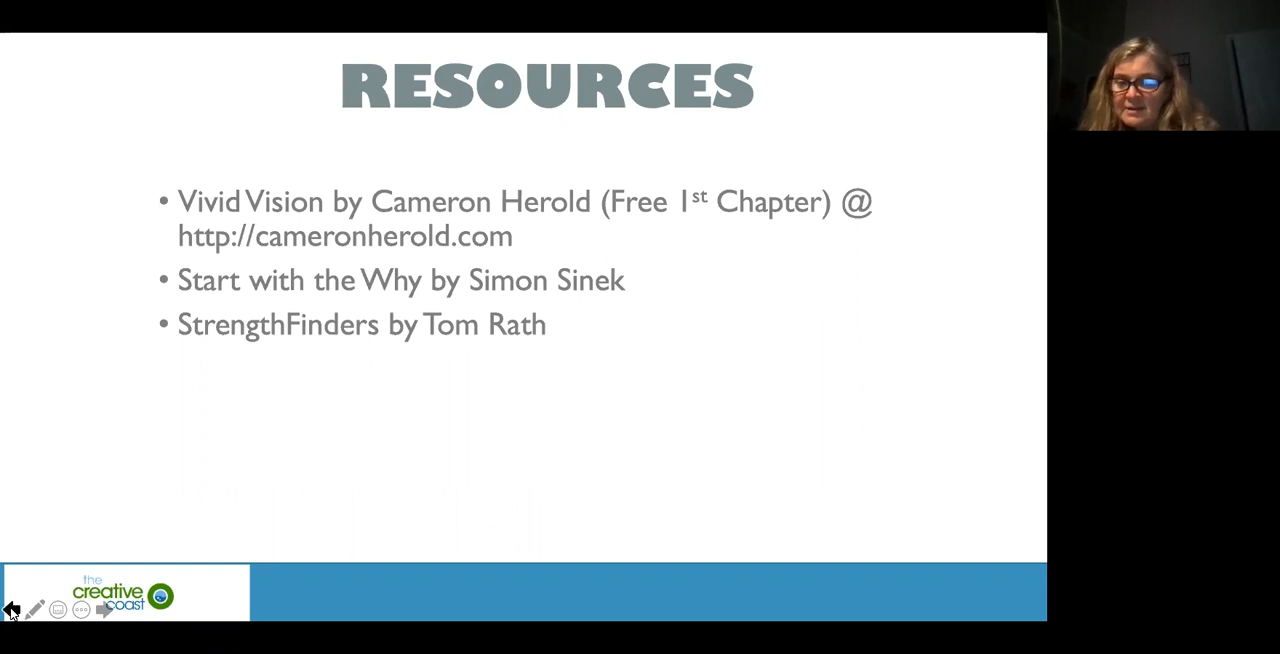 RESOURCES
• Vivid Vision by Cameron Herold (Free 1st Chapter) @
http://cameronherold.com
• Start with the Why by Simon Sinek
• StrengthFinders by Tom Rath
the
creative
coast